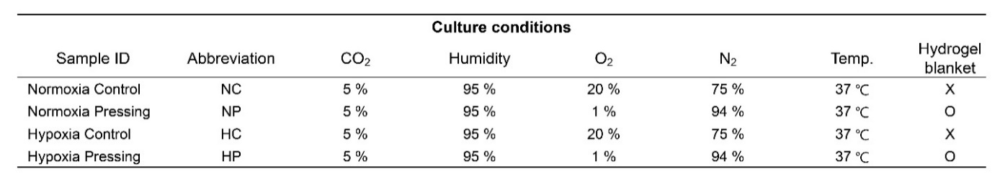 Culture conditions
Sample ID Abbreviation CO₂ Humidity O₂ N₂ Temp. Hydrogel blanket
Normoxia Control NC 5 % 95 % 20 % 75 % 37 ℃ X
Normoxia Pressing NP 5 % 95 % 1 % 94 % 37 ℃ O
Hypoxia Control HC 5 % 95 % 20 % 75 % 37 ℃ X
Hypoxia Pressing HP 5 % 95 % 1 % 94 % 37 ℃ O